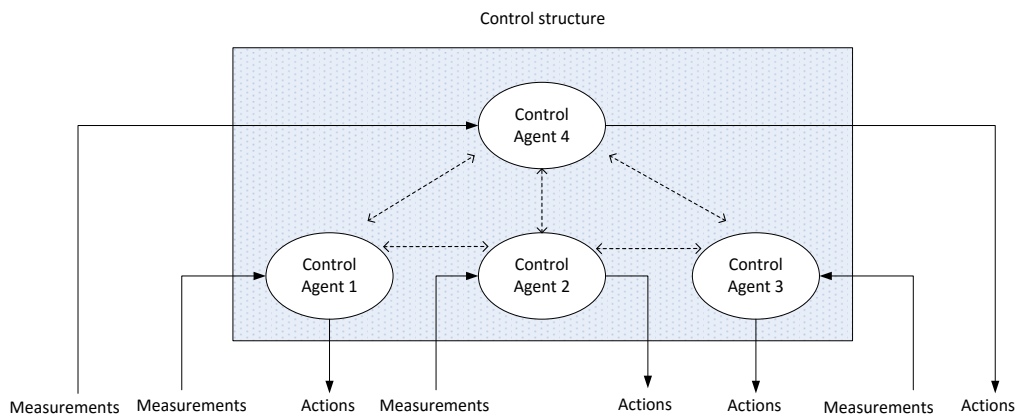 Control structure
Control
Agent 4
Control
Agent 1
Control
Agent 2
Control
Agent 3
Measurements
Measurements
Actions
Measurements
Actions
Actions
Measurements
Actions